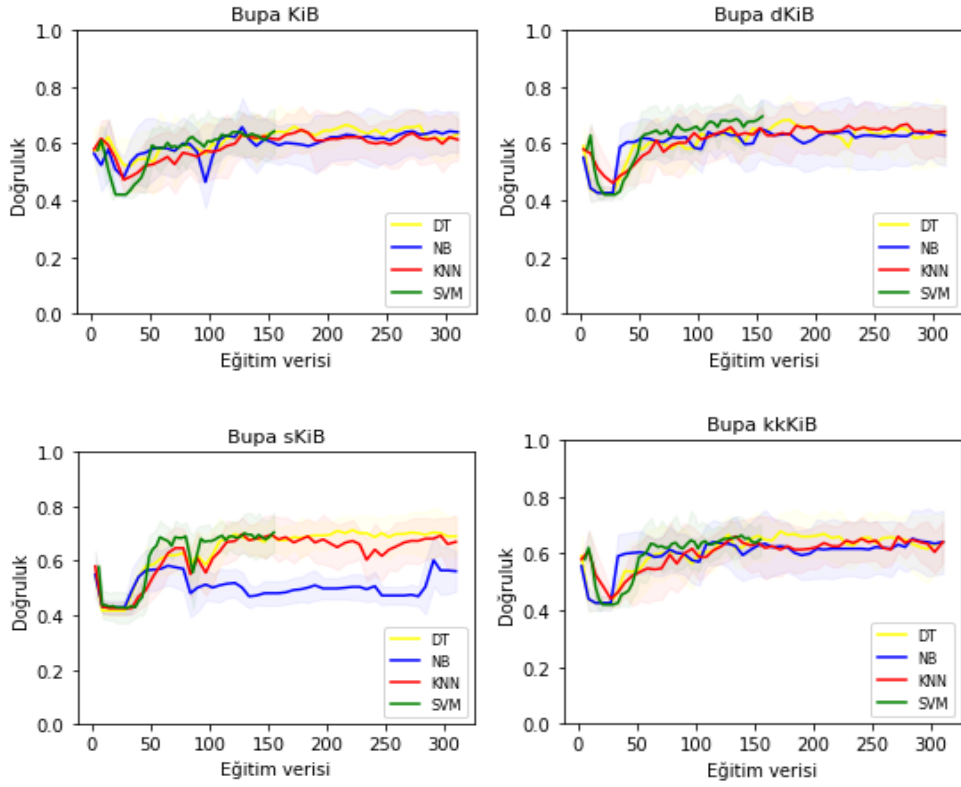 Bupa KiB
1.0
0.8
0.6
0.4
0.2
0.0
Doğruluk
DT
NB
KNN
SVM
0 50 100 150 200 250 300
Eğitim verisi
Bupa dKiB
1.0
0.8
0.6
0.4
0.2
0.0
Doğruluk
DT
NB
KNN
SVM
0 50 100 150 200 250 300
Eğitim verisi
Bupa sKiB
1.0
0.8
0.6
0.4
0.2
0.0
Doğruluk
DT
NB
KNN
SVM
0 50 100 150 200 250 300
Eğitim verisi
Bupa kkKiB
1.0
0.8
0.6
0.4
0.2
0.0
Doğruluk
DT
NB
KNN
SVM
0 50 100 150 200 250 300
Eğitim verisi